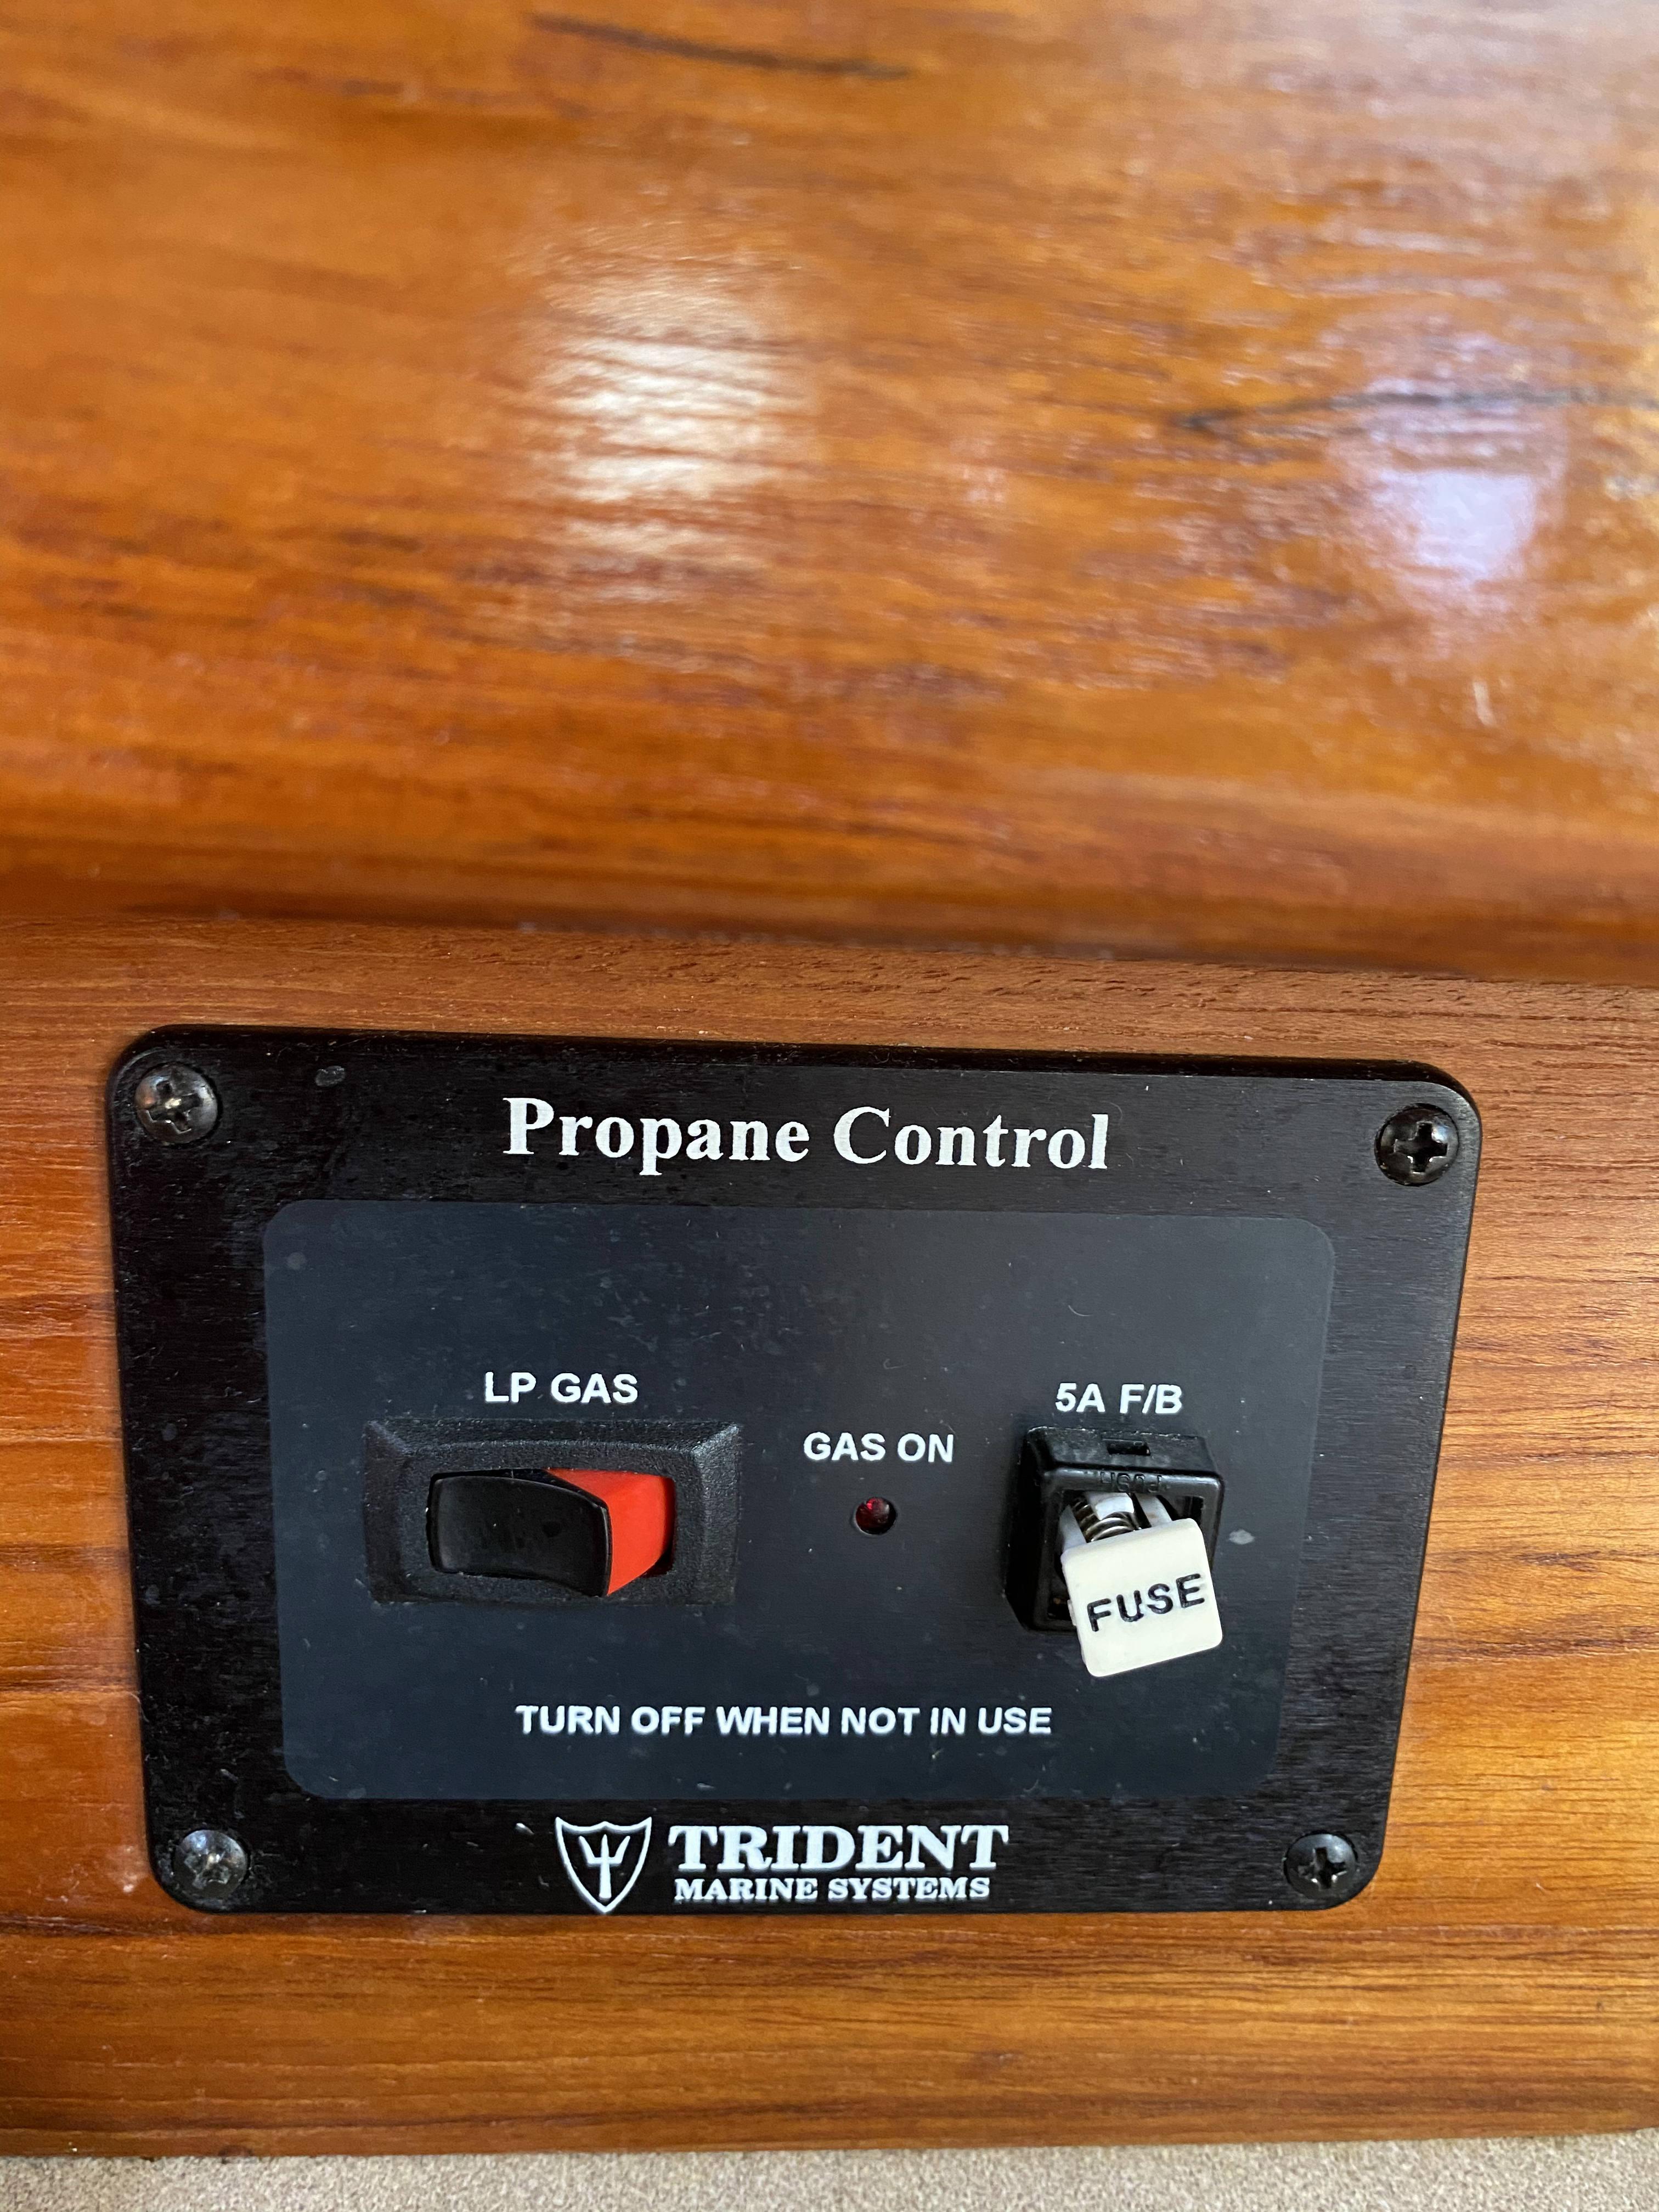 Propane Control
LP GAS
GAS ON
5A F/B
FUSE
TURN OFF WHEN NOT IN USE
TRIDENT
MARINE SYSTEMS